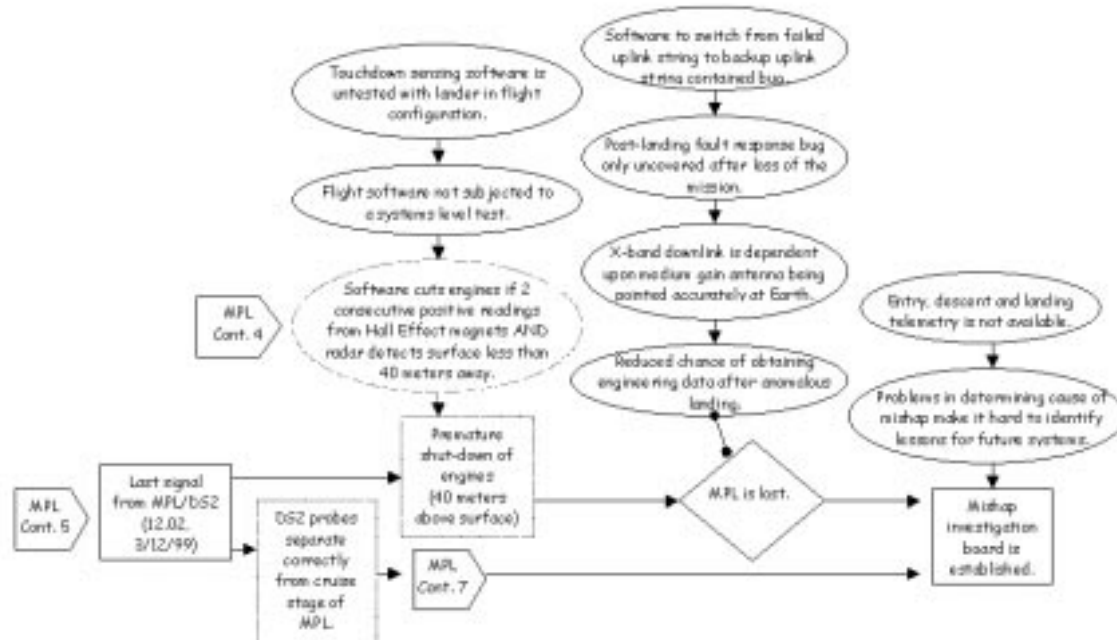 Software to switch from failed
uplink string to backup uplink
string contained bug.
Touchdown sensing software is
untested with lander in flight
configuration.
Post-landing fault response bug
only uncovered after loss of the
mission.
Flight software not subjected to
a systems level test.
X-band downlink is dependent
upon medium gain antenna being
pointed accurately at Earth.
MPL
Cont. 4
Software cuts engines if 2
consecutive positive readings
from Hall Effect magnets AND
radar detects surface less than
40 meters away.
Entry, descent and landing
telemetry is not available.
Reduced chance of obtaining
engineering data after anomalous
landing.
Problems in determining cause of
mishap make it hard to identify
lessons for future systems.
Premature
shut-down of
engines
(40 meters
above surface)
MPL
Cont. 5
Last signal
from MPL/DS2
(12.02,
3/12/99)
MPL is lost.
DS2 probes
separate
correctly
from cruise
stage of
MPL.
MPL
Cont. 7
Mishap
investigation
board is
established.